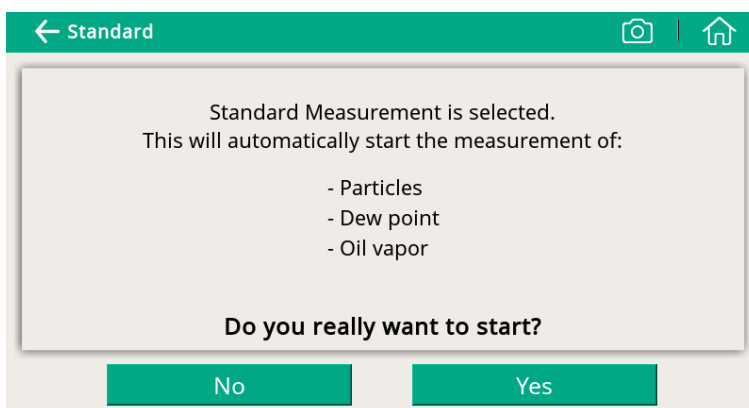 Standard
Standard Measurement is selected.
This will automatically start the measurement of:
- Particles
- Dew point
- Oil vapor
Do you really want to start?
No
Yes